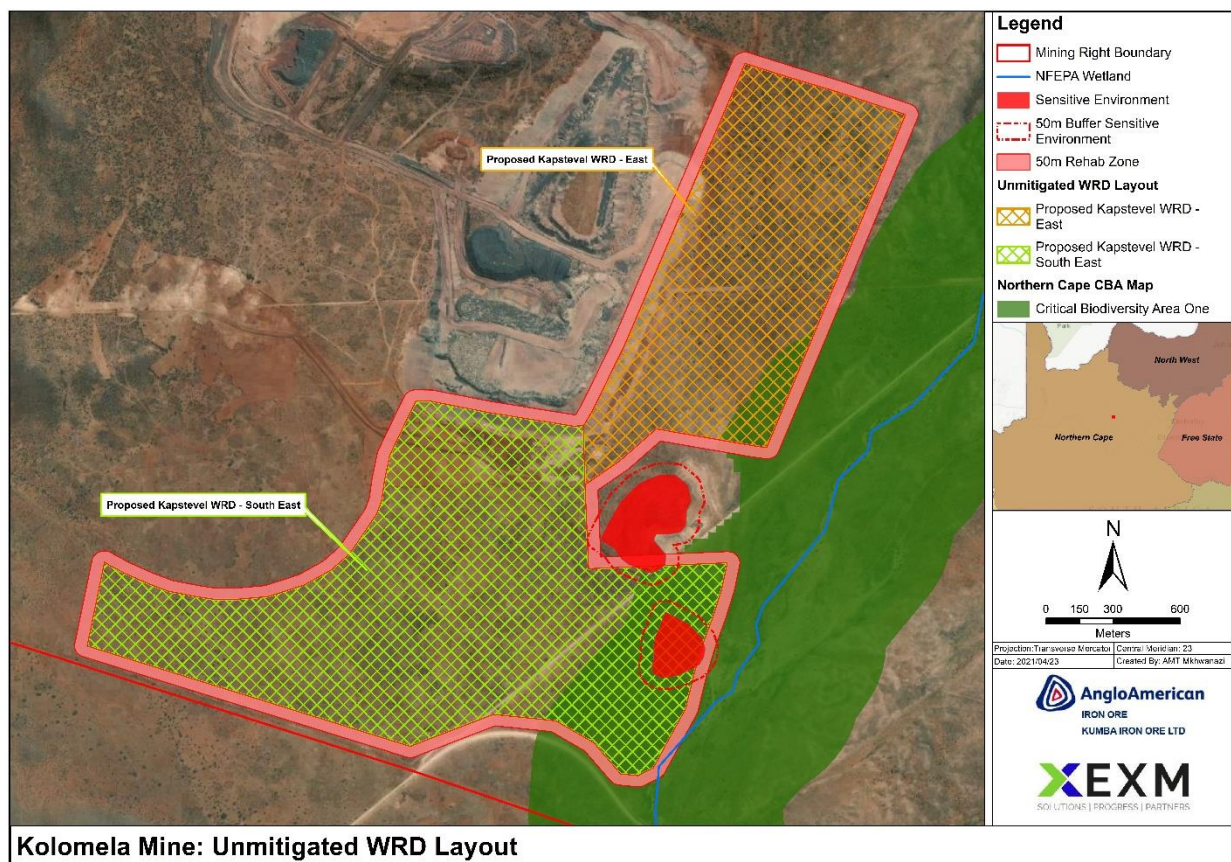 Proposed Kapstevel WRD - East
Proposed Kapstevel WRD - South East
Legend
Mining Right Boundary
NFEPA Wetland
Sensitive Environment
50m Buffer Sensitive
Environment
50m Rehab Zone
Unmitigated WRD Layout
Proposed Kapstevel WRD -
East
Proposed Kapstevel WRD -
South East
Northern Cape CBA Map
Critical Biodiversity Area One
Park
North West
Northern Cape
Free State
N
0 150 300 600
Meters
Projection:Transverse Mercator Central Meridian: 23
Date: 2021/04/23 Created By: AMT Mkhwanazi
AngloAmerican
IRON ORE
KUMBA IRON ORE LTD
EXM
SOLUTIONS | PROGRESS | PARTNERS
Kolomela Mine: Unmitigated WRD Layout